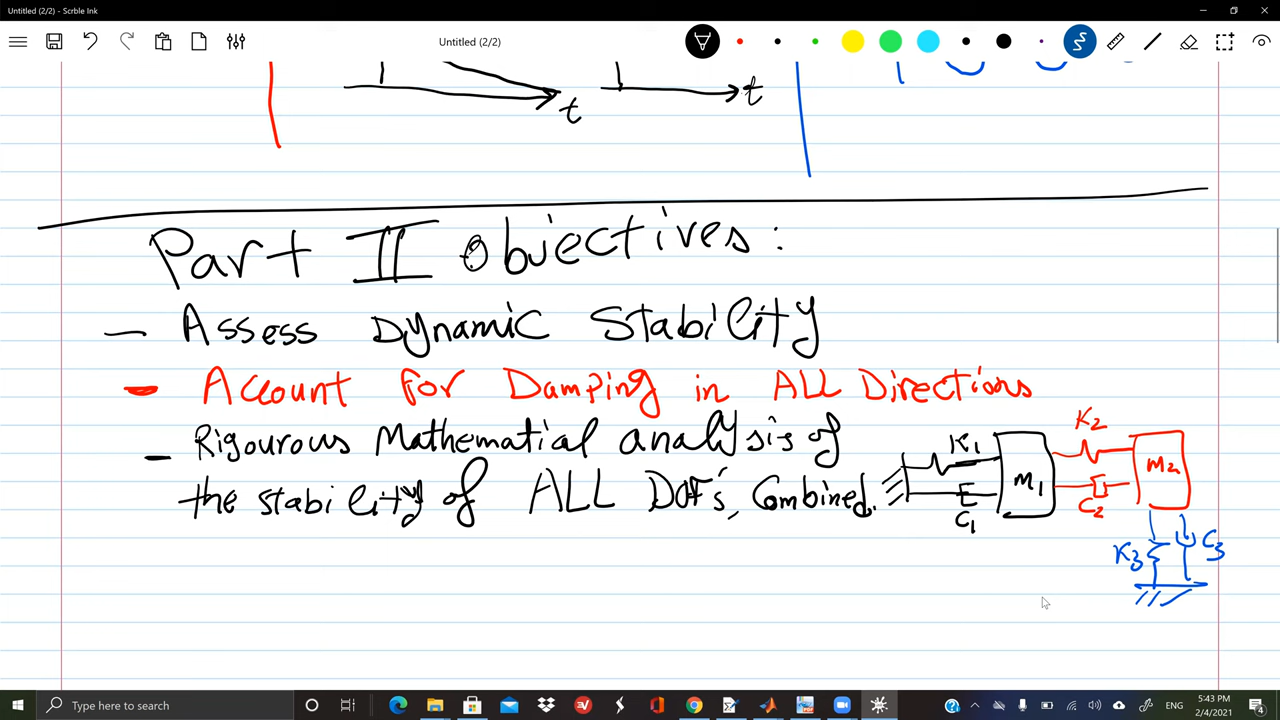 Untitled (2/2) - Scrble Ink
Untitled (2/2)
t
t
Part II Objectives:
- Assess Dynamic Stability
- Account for Damping in ALL Directions
- Rigourous Mathematial analysis of
the stability of ALL DOF's, Combined.
K1
m1
C1
K2
m2
C2
K3
C3
Type here to search
ENG
5:43 PM
2/4/2021
4